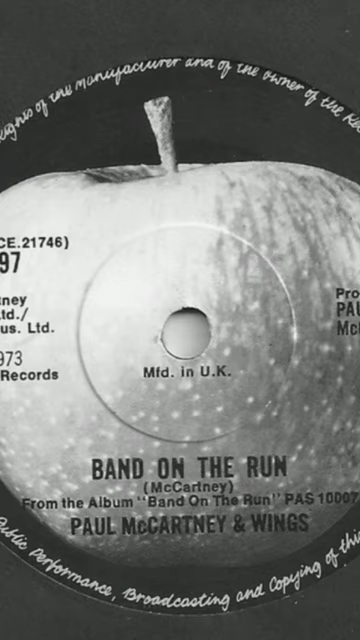 rights of the manufacturer and of the owner of the
CE.21746)
97
tney
td./
us. Ltd.
973
Records
Pro
PAU
McC
Mfd. in U.K.
BAND ON THE RUN
(McCartney)
From the Album "Band On The Run" PAS 10007
PAUL McCARTNEY & WINGS
Public Performance, Broadcasting and Copying of this